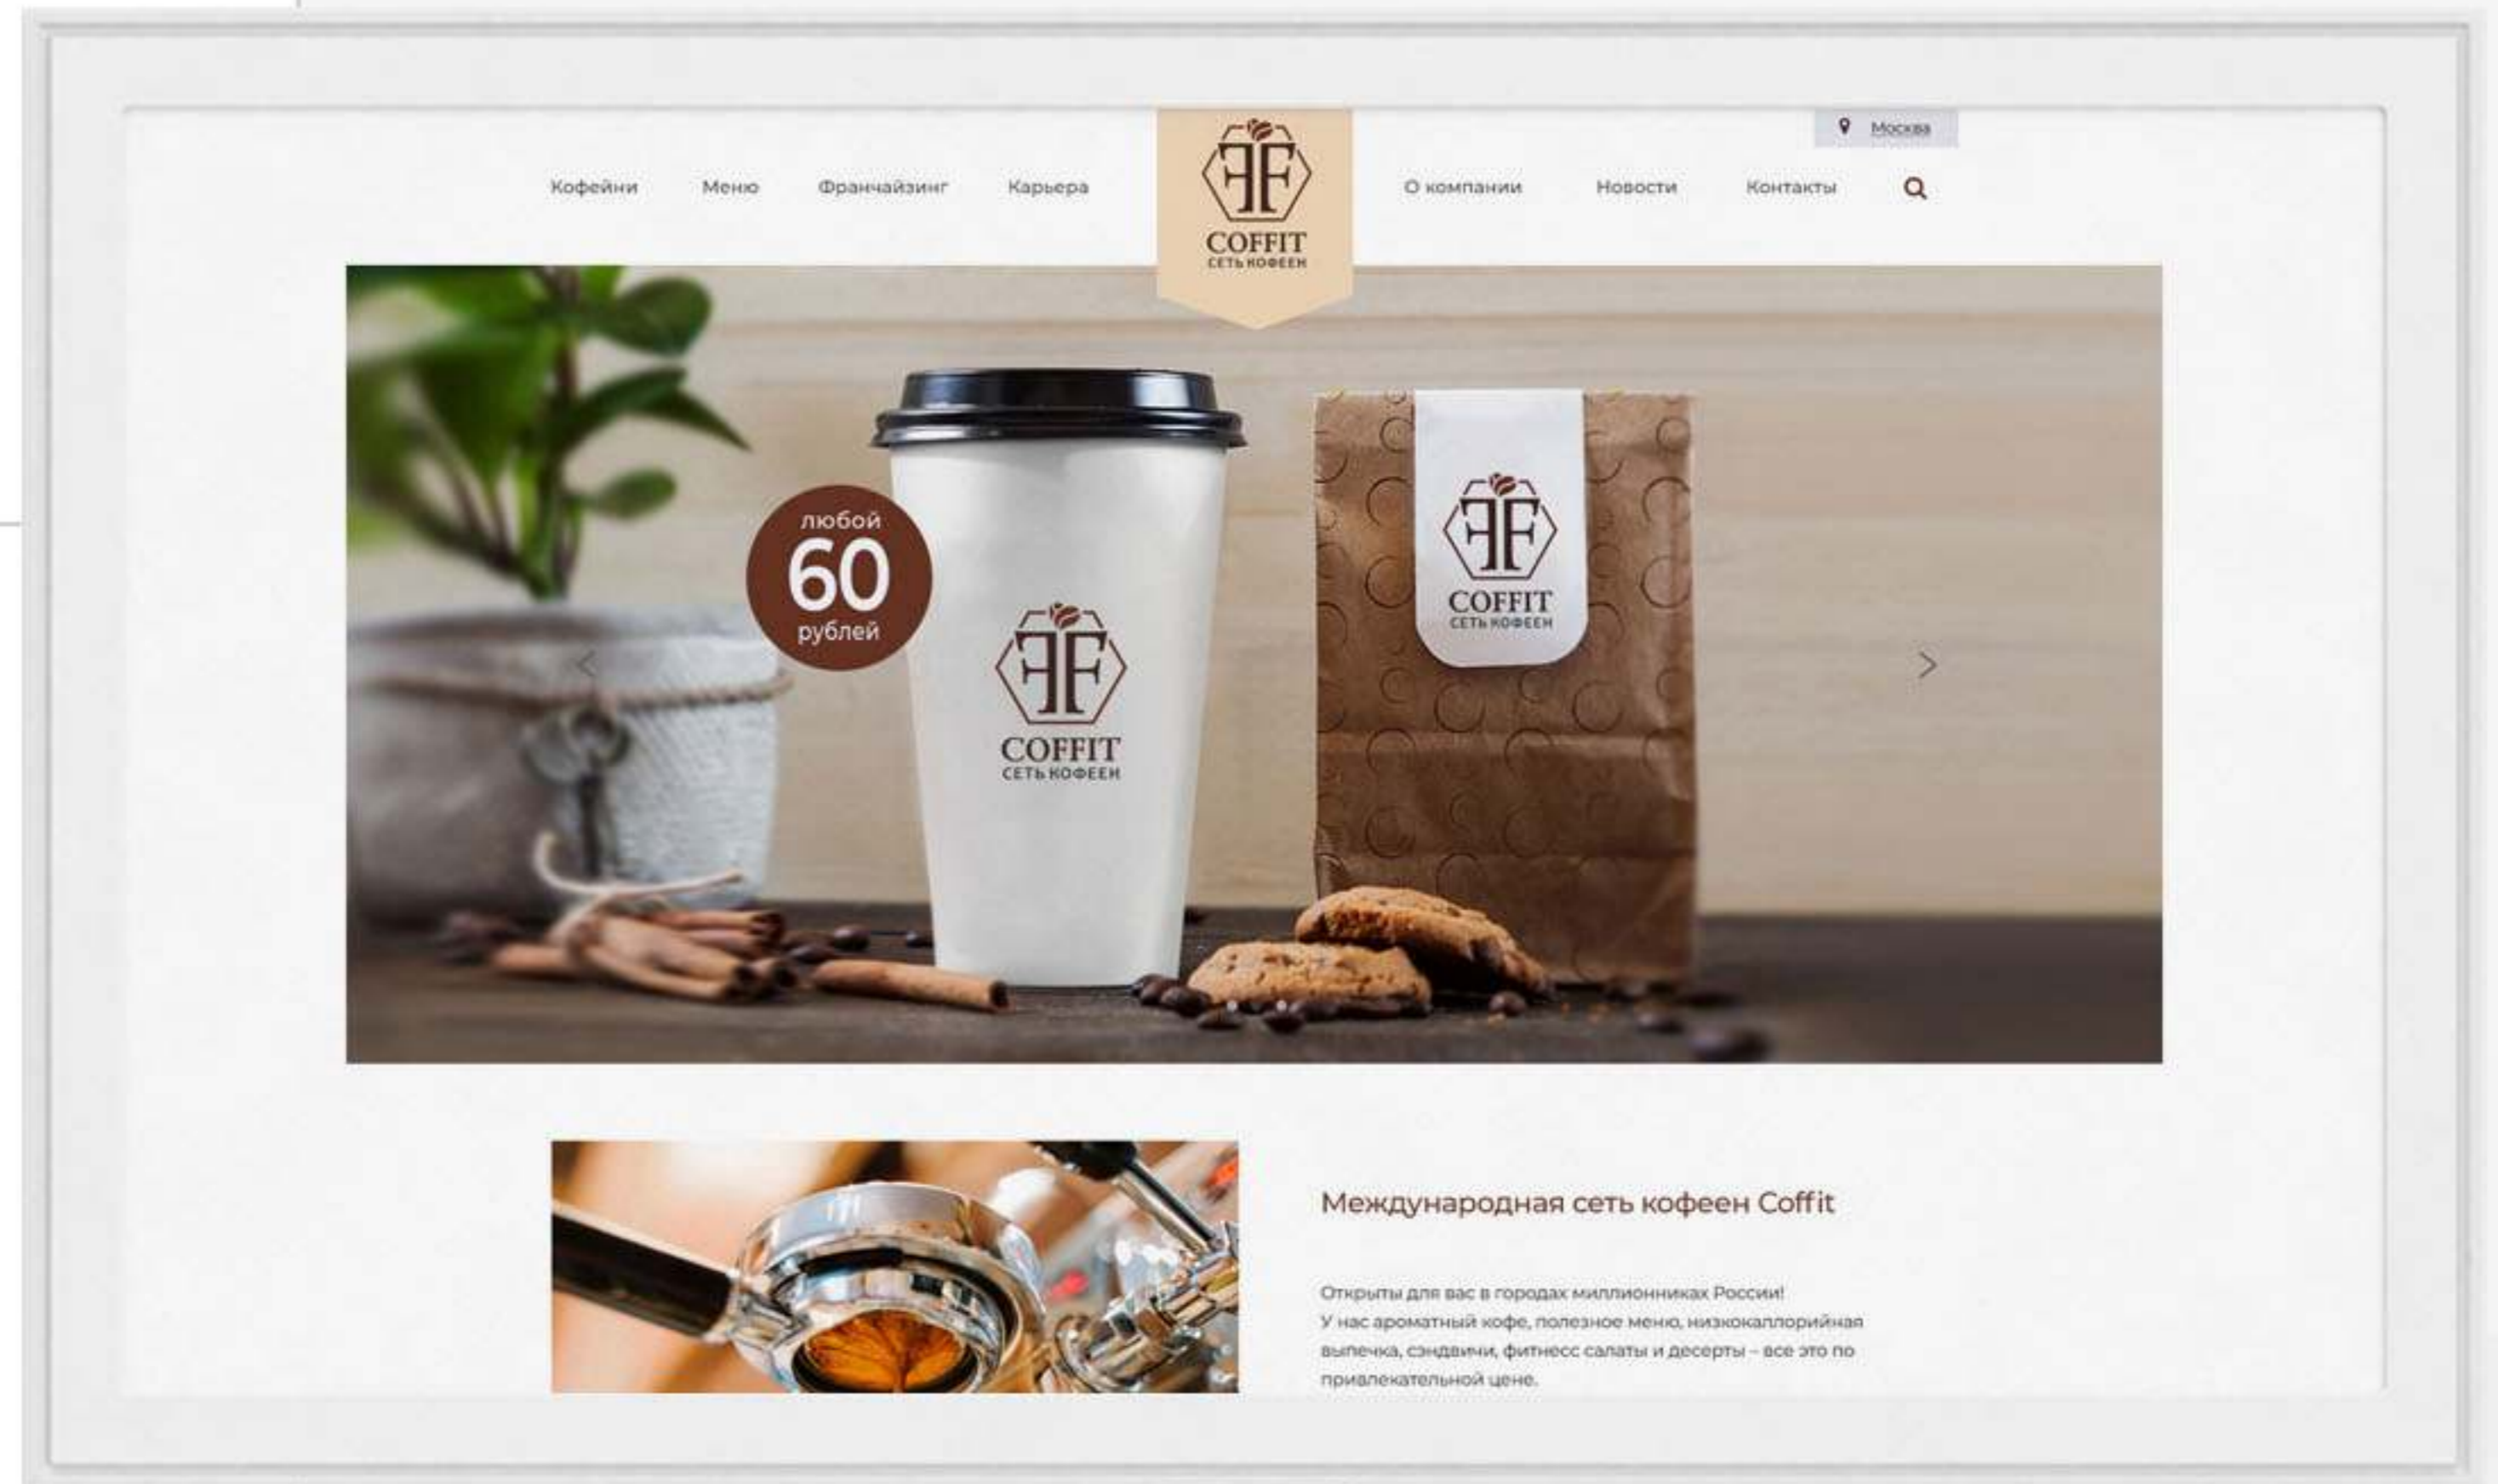 Москва
Кофейни
Меню
Франчайзинг
Карьера
COFFIT
СЕТЬ КОФЕЕН
О компании
Новости
Контакты
любой
60
рублей
COFFIT
СЕТЬ КОФЕЕН
COFFIT
СЕТЬ КОФЕЕН
Международная сеть кофеен Coffit
Открыты для вас в городах миллионниках России!
У нас ароматный кофе, полезное меню, низкокаллорийная
выпечка, сэндвичи, фитнесс салаты и десерты – все это по
привлекательной цене.